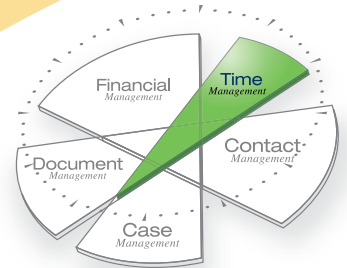 Financial
Management
Time
Management
Contact
Management
Document
Management
Case
Management